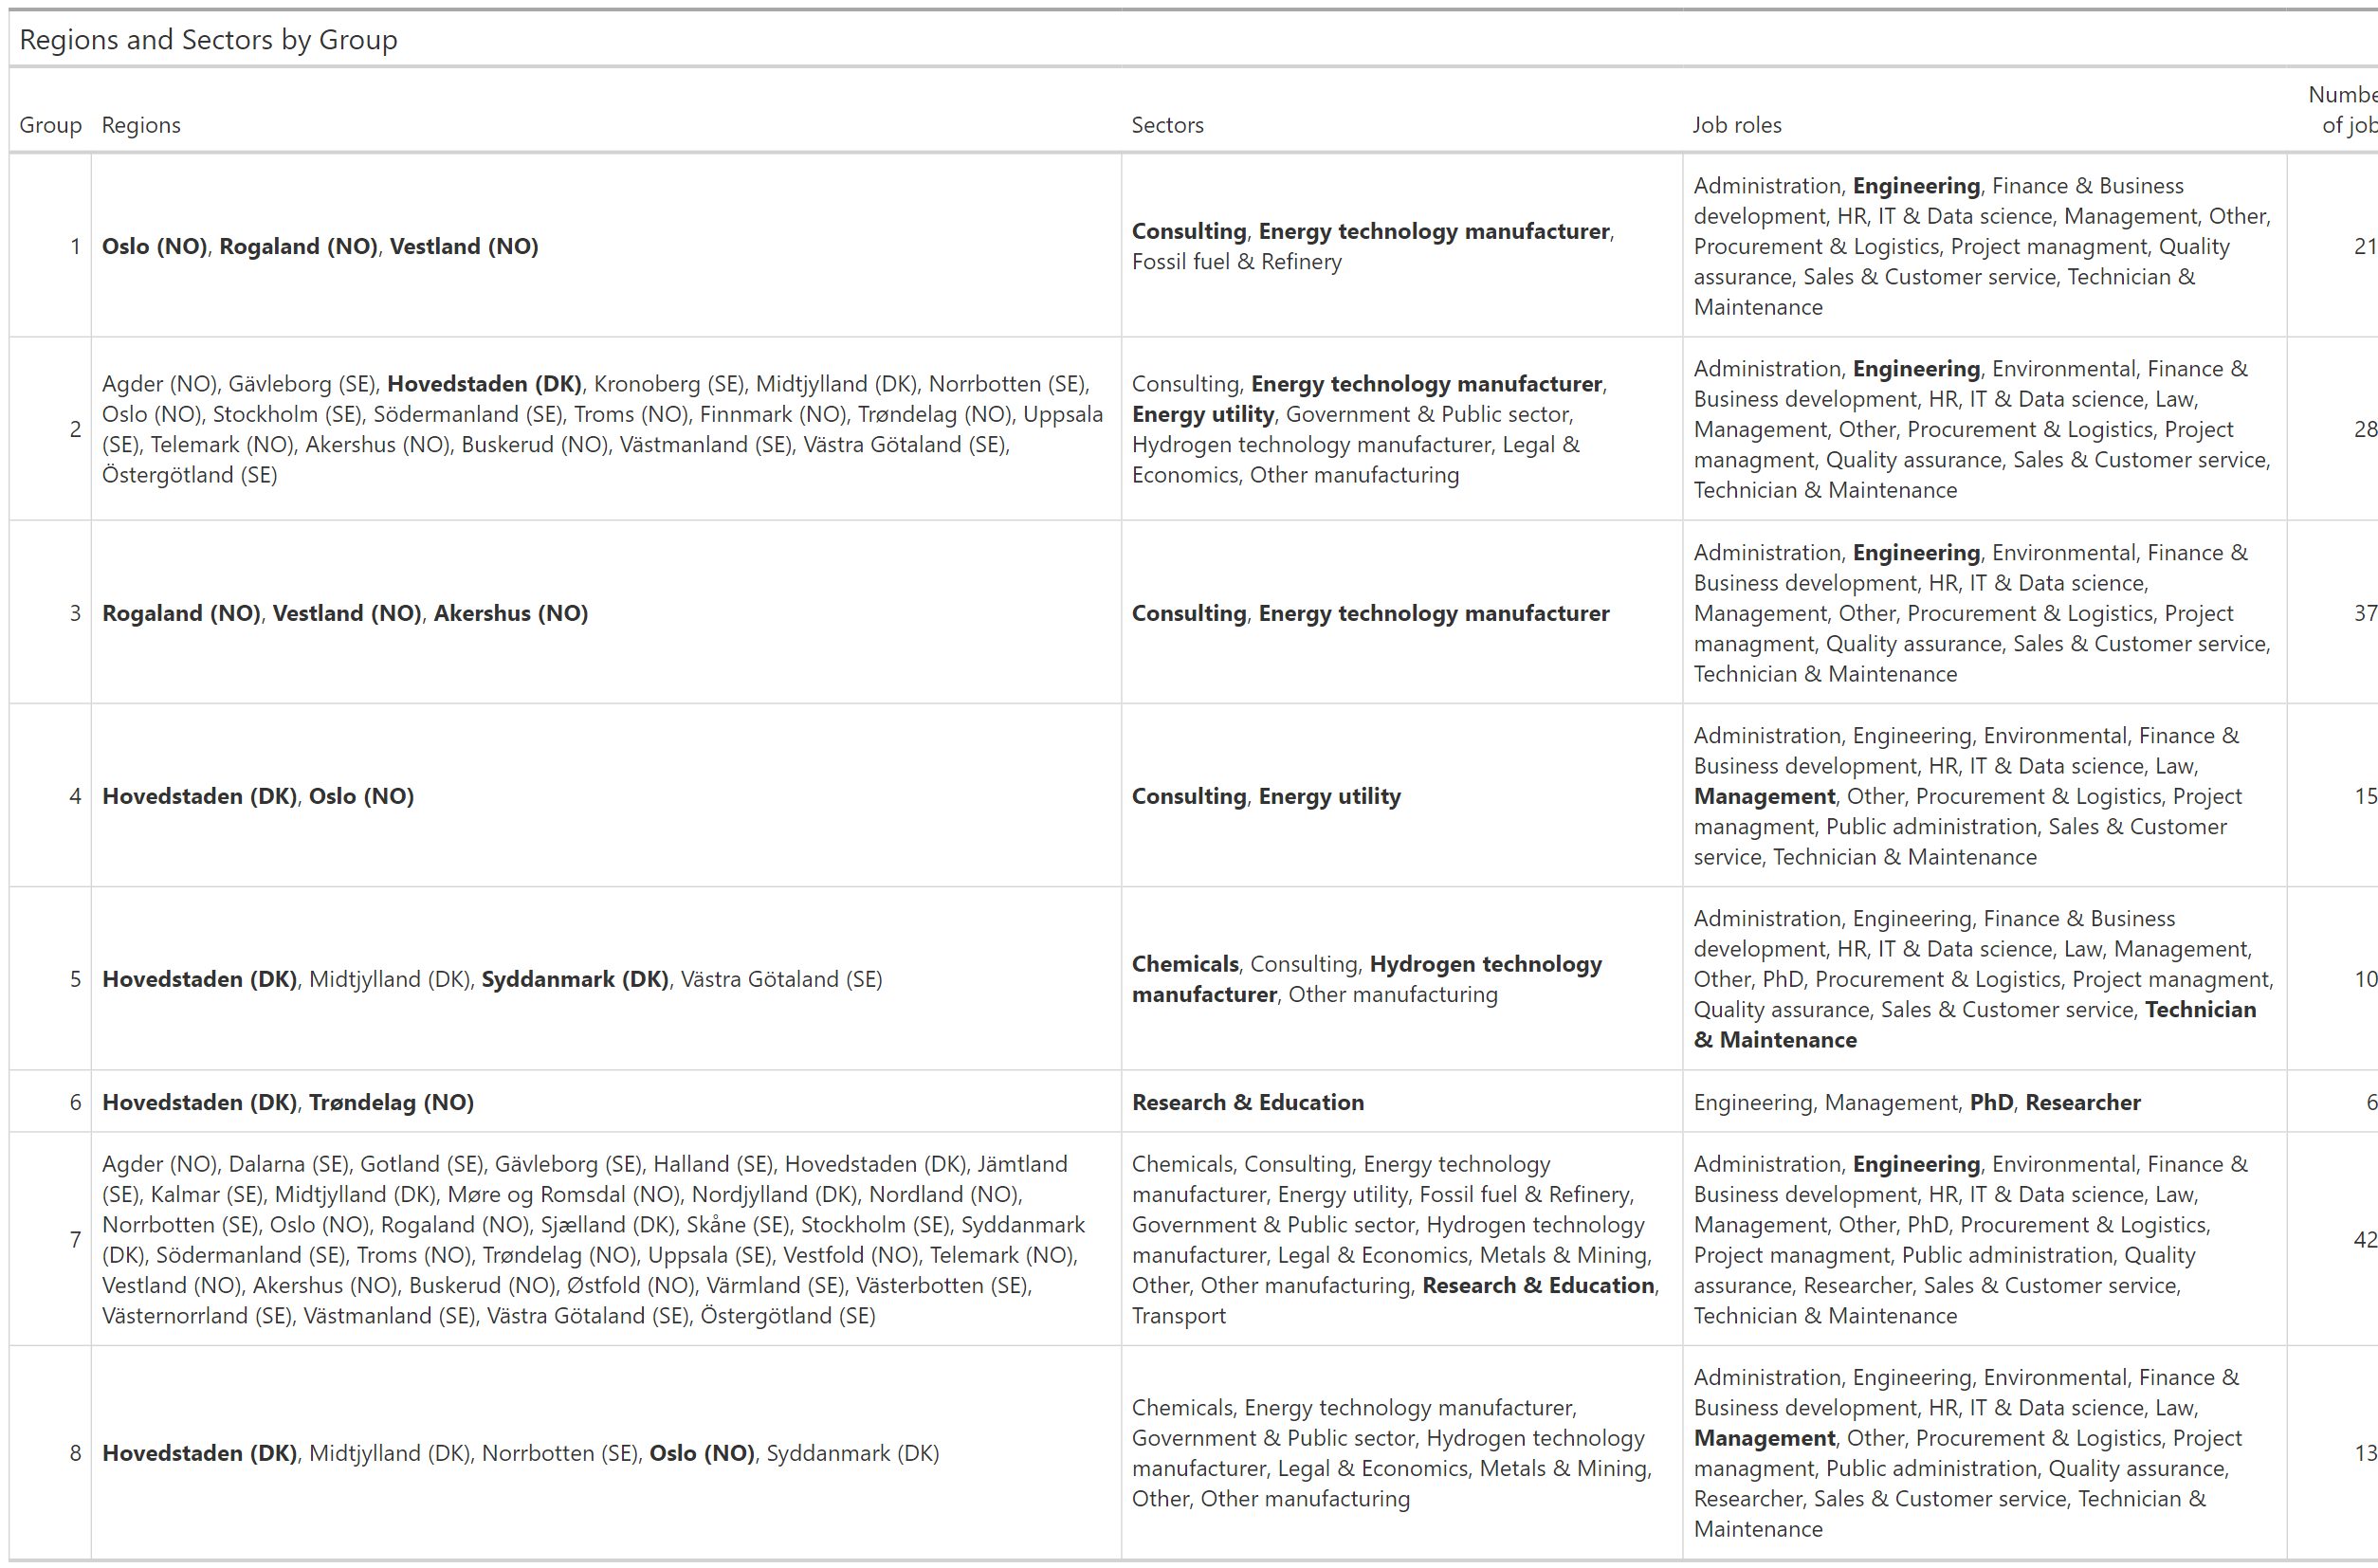 Regions and Sectors by Group
Numbe
Group Regions Sectors Job roles of job
Administration, Engineering, Finance & Business
development, HR, IT & Data science, Management, Other,
1 Oslo (NO), Rogaland (NO), Vestland (NO)
Consulting, Energy technology manufacturer,
Fossil fuel & Refinery
Procurement & Logistics, Project managment, Quality
assurance, Sales & Customer service, Technician &
Maintenance
21
2
Agder (NO), Gävleborg (SE), Hovedstaden (DK), Kronoberg (SE), Midtjylland (DK), Norrbotten (SE),
Oslo (NO), Stockholm (SE), Södermanland (SE), Troms (NO), Finnmark (NO), Trøndelag (NO), Uppsala
(SE), Telemark (NO), Akershus (NO), Buskerud (NO), Västmanland (SE), Västra Götaland (SE),
Östergötland (SE)
Consulting, Energy technology manufacturer,
Energy utility, Government & Public sector,
Hydrogen technology manufacturer, Legal &
Economics, Other manufacturing
Administration, Engineering, Environmental, Finance &
Business development, HR, IT & Data science, Law,
Management, Other, Procurement & Logistics, Project
managment, Quality assurance, Sales & Customer service,
Technician & Maintenance
28
3 Rogaland (NO), Vestland (NO), Akershus (NO)
Consulting, Energy technology manufacturer
Administration, Engineering, Environmental, Finance &
Business development, HR, IT & Data science,
Management, Other, Procurement & Logistics, Project
managment, Quality assurance, Sales & Customer service,
Technician & Maintenance
37
4 Hovedstaden (DK), Oslo (NO)
Consulting, Energy utility
Administration, Engineering, Environmental, Finance &
Business development, HR, IT & Data science, Law,
Management, Other, Procurement & Logistics, Project
managment, Public administration, Sales & Customer
service, Technician & Maintenance
15
5 Hovedstaden (DK), Midtjylland (DK), Syddanmark (DK), Västra Götaland (SE)
Chemicals, Consulting, Hydrogen technology
manufacturer, Other manufacturing
Administration, Engineering, Finance & Business
development, HR, IT & Data science, Law, Management,
Other, PhD, Procurement & Logistics, Project managment,
Quality assurance, Sales & Customer service, Technician
& Maintenance
10
6 Hovedstaden (DK), Trøndelag (NO)
Research & Education
Engineering, Management, PhD, Researcher
6
7
Agder (NO), Dalarna (SE), Gotland (SE), Gävleborg (SE), Halland (SE), Hovedstaden (DK), Jämtland
(SE), Kalmar (SE), Midtjylland (DK), Møre og Romsdal (NO), Nordjylland (DK), Nordland (NO),
Norrbotten (SE), Oslo (NO), Rogaland (NO), Sjælland (DK), Skåne (SE), Stockholm (SE), Syddanmark
(DK), Södermanland (SE), Troms (NO), Trøndelag (NO), Uppsala (SE), Vestfold (NO), Telemark (NO),
Vestland (NO), Akershus (NO), Buskerud (NO), Østfold (NO), Värmland (SE), Västerbotten (SE),
Västernorrland (SE), Västmanland (SE), Västra Götaland (SE), Östergötland (SE)
Chemicals, Consulting, Energy technology
manufacturer, Energy utility, Fossil fuel & Refinery,
Government & Public sector, Hydrogen technology
manufacturer, Legal & Economics, Metals & Mining,
Other, Other manufacturing, Research & Education,
Transport
Administration, Engineering, Environmental, Finance &
Business development, HR, IT & Data science, Law,
Management, Other, PhD, Procurement & Logistics,
Project managment, Public administration, Quality
assurance, Researcher, Sales & Customer service,
Technician & Maintenance
42
8 Hovedstaden (DK), Midtjylland (DK), Norrbotten (SE), Oslo (NO), Syddanmark (DK)
Chemicals, Energy technology manufacturer,
Government & Public sector, Hydrogen technology
manufacturer, Legal & Economics, Metals & Mining,
Other, Other manufacturing
Administration, Engineering, Environmental, Finance &
Business development, HR, IT & Data science, Law,
Management, Other, Procurement & Logistics, Project
managment, Public administration, Quality assurance,
Researcher, Sales & Customer service, Technician &
Maintenance
13